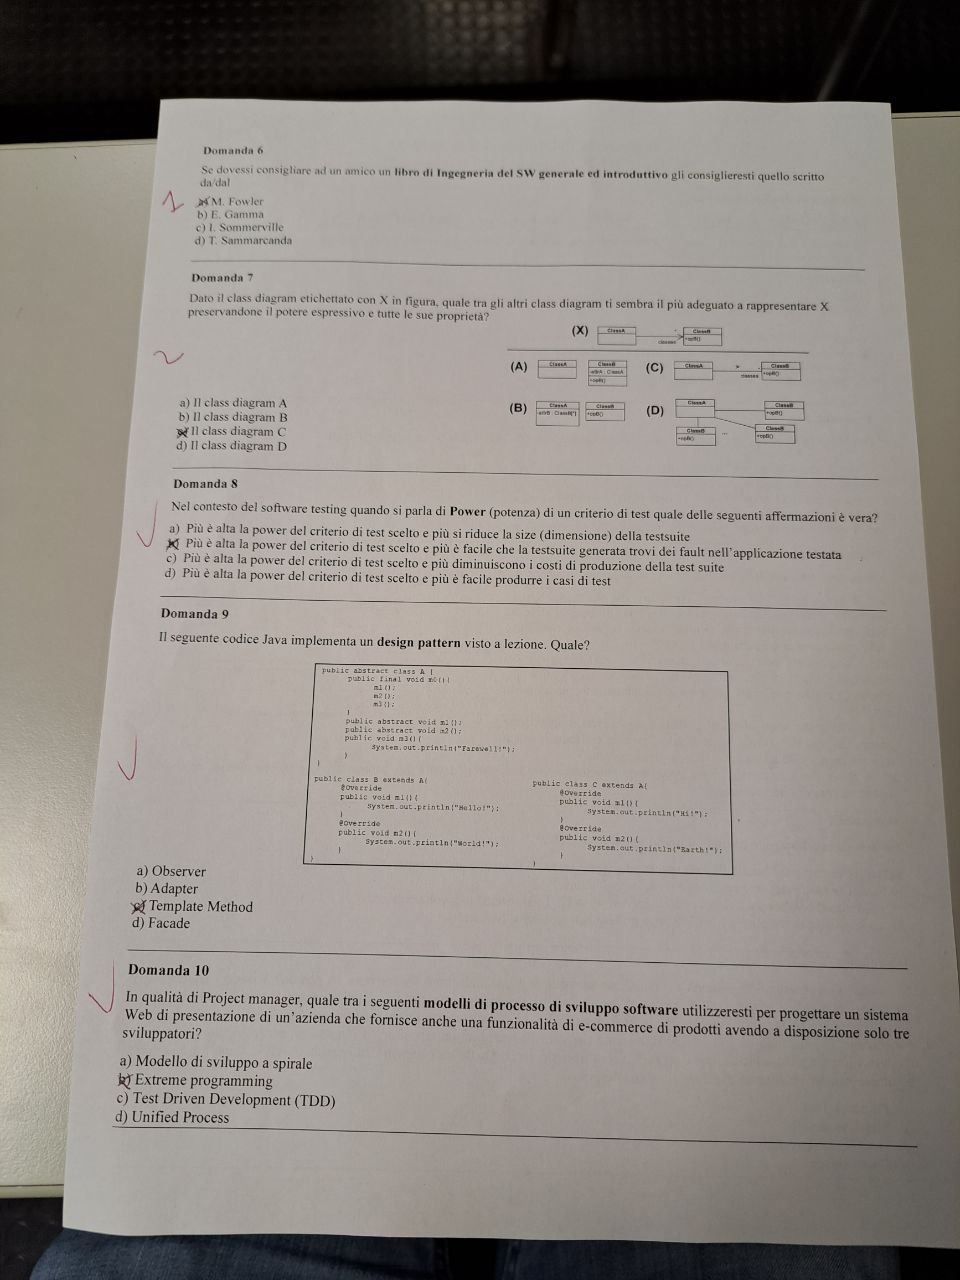 Domanda 6
Se dovessi consigliare ad un amico un libro di Ingegneria del SW generale ed introduttivo gli consiglieresti quello scritto
da/dal
a) M. Fowler
b) E. Gamma
c) I. Sommerville
d) T. Sammarcanda
Domanda 7
Dato il class diagram etichettato con X in figura, quale tra gli altri class diagram ti sembra il più adeguato a rappresentare X
preservandone il potere espressivo e tutte le sue proprietà?
(X) ClassA ClassB
classes +opB()
(A) ClassA ClassB
-attrA : ClassA
+opB()
(C) ClassA ClassB
classes +opB()
(B) ClassA ClassB
-attrB : ClassB[*] +opB()
(D) ClassA ClassB
+opB()
ClassB ... ClassB
+opB() +opB()
a) Il class diagram A
b) Il class diagram B
c) Il class diagram C
d) Il class diagram D
Domanda 8
Nel contesto del software testing quando si parla di Power (potenza) di un criterio di test quale delle seguenti affermazioni è vera?
a) Più è alta la power del criterio di test scelto e più si riduce la size (dimensione) della testsuite
b) Più è alta la power del criterio di test scelto e più è facile che la testsuite generata trovi dei fault nell'applicazione testata
c) Più è alta la power del criterio di test scelto e più diminuiscono i costi di produzione della test suite
d) Più è alta la power del criterio di test scelto e più è facile produrre i casi di test
Domanda 9
Il seguente codice Java implementa un design pattern visto a lezione. Quale?
public abstract class A {
public final void m0(){
m1();
m2();
m3();
}
public abstract void m1();
public abstract void m2();
public void m3(){
System.out.println("Farewell!");
}
}
public class B extends A{
@Override
public void m1(){
System.out.println("Hello!");
}
@Override
public void m2(){
System.out.println("World!");
}
}
public class C extends A{
@Override
public void m1(){
System.out.println("Hi!");
}
@Override
public void m2(){
System.out.println("Earth!");
}
}
a) Observer
b) Adapter
c) Template Method
d) Facade
Domanda 10
In qualità di Project manager, quale tra i seguenti modelli di processo di sviluppo software utilizzeresti per progettare un sistema
Web di presentazione di un'azienda che fornisce anche una funzionalità di e-commerce di prodotti avendo a disposizione solo tre
sviluppatori?
a) Modello di sviluppo a spirale
b) Extreme programming
c) Test Driven Development (TDD)
d) Unified Process